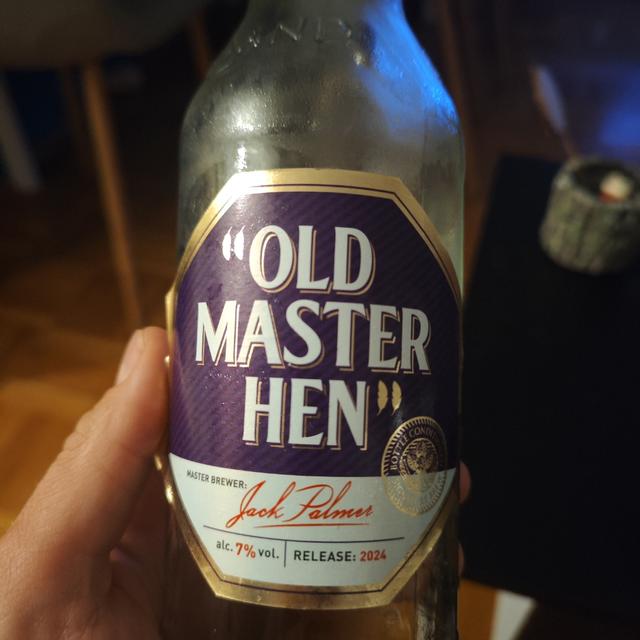 "OLD
MASTER
HEN"
MASTER BREWER:
Jack Palmer
alc. 7% vol. | RELEASE: 2024